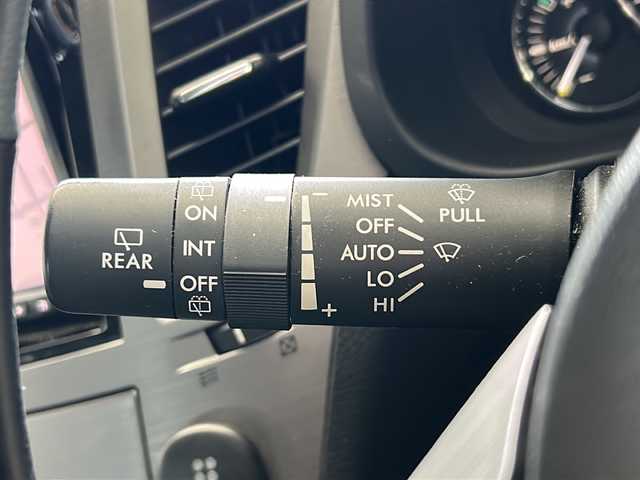 REAR
ON
INT
OFF
- 
+
MIST
OFF
AUTO
LO
HI
PULL